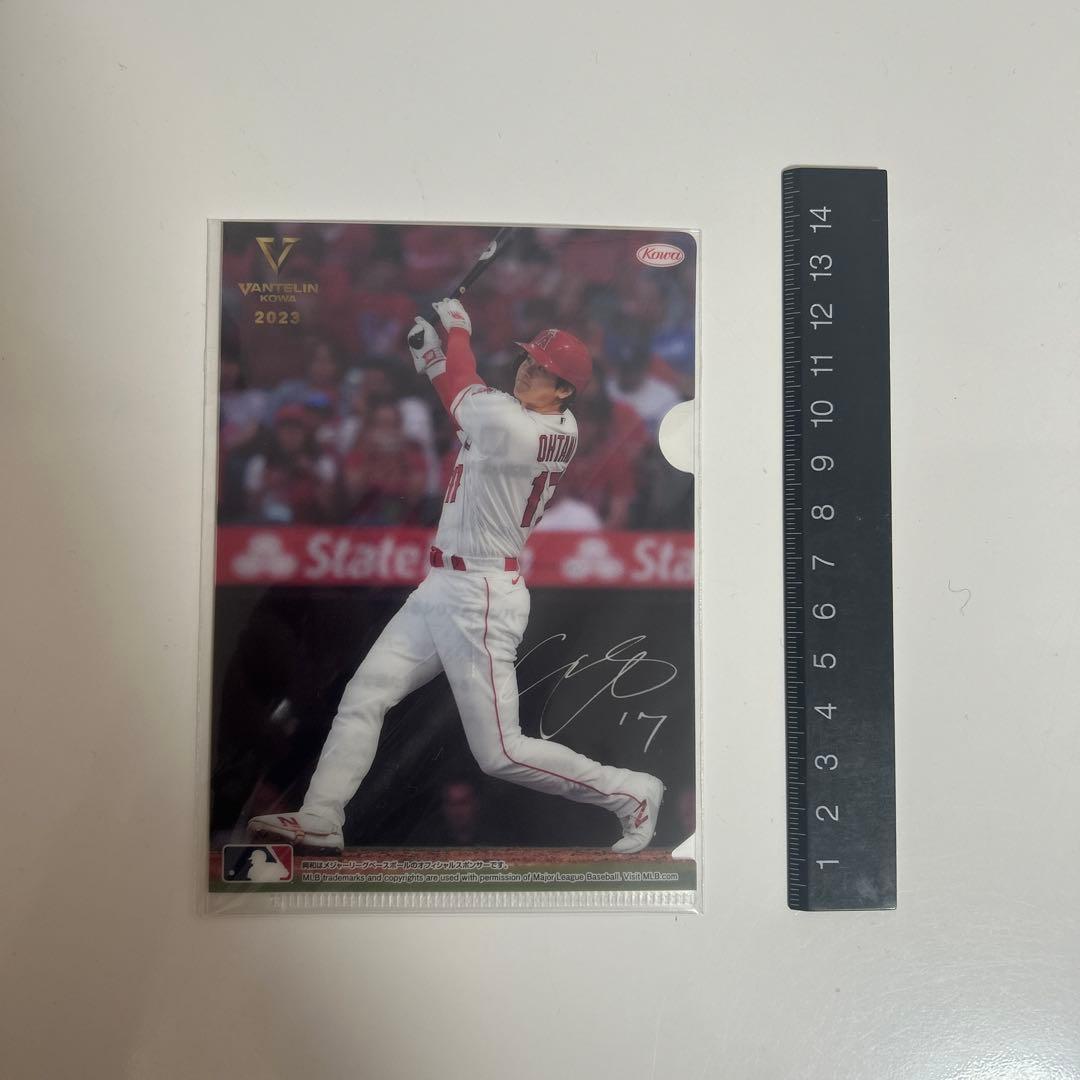 VANTELIN
KOWA
2023
Kowa
A
OHTANI
17
State
Sta
17
興和はメジャーリーグベースボールのオフィシャルスポンサーです。
MLB trademarks and copyrights are used with permission of Major League Baseball. Visit MLB.com
14
13
12
11
10
9
8
7
6
5
4
3
2
1